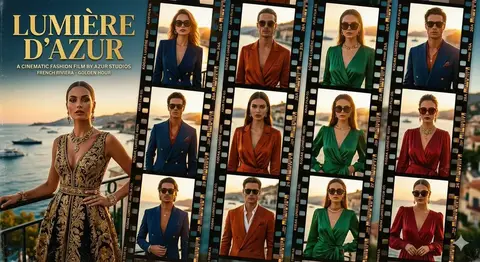 LUMIÈRE
D'AZUR
A CINEMATIC FASHION FILM BY AZUR STUDIOS
FRENCH RIVIERA - GOLDEN HOUR